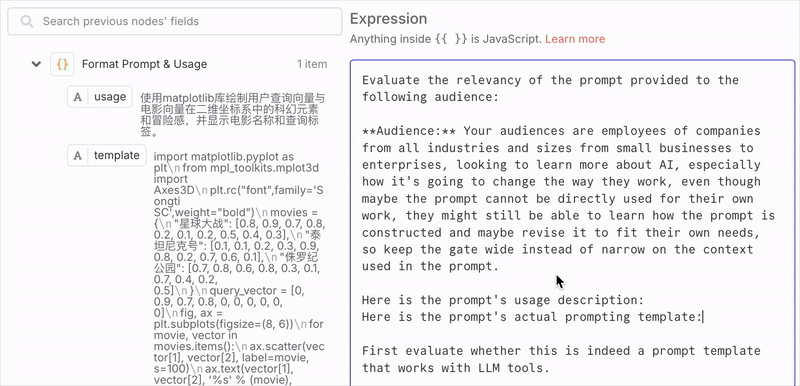 Search previous nodes' fields
Format Prompt & Usage
1 item
A usage
使用matplotlib库绘制用户查询向量与
电影向量在二维坐标系中的科幻元素
和冒险感，并显示电影名称和查询标
签。
A template
import matplotlib.pyplot as
plt\n from mpl_toolkits.mplot3d
import
Axes3D\n plt.rc("font",family='S
ongti
SC',weight="bold")\n movies =
{\n "星球大战": [0.8, 0.9, 0.7, 0.8,
0.2, 0.1, 0.2, 0.5, 0.4, 0.3],\n "泰
坦尼克号": [0.1, 0.1, 0.2, 0.3, 0.9,
0.8, 0.2, 0.7, 0.6, 0.1],\n "侏罗纪
公园": [0.7, 0.8, 0.6, 0.8, 0.3, 0.1,
0.7, 0.4, 0.2,
0.5]\n }\n query_vector = [0,
0.9, 0.7, 0.8, 0, 0, 0, 0, 0,
0]\n fig, ax =
plt.subplots(figsize=(8, 6))\n for
movie, vector in
movies.items():\n ax.scatter(vec
tor[1], vector[2], label=movie,
s=100)\n ax.text(vector[1],
vector[2], '%s' % (movie),
Expression
Anything inside {{ }} is JavaScript. Learn more
Evaluate the relevancy of the prompt provided to the
following audience:
**Audience:** Your audiences are employees of companies
from all industries and sizes from small businesses to
enterprises, looking to learn more about AI, especially
how it's going to change the way they work, even though
maybe the prompt cannot be directly used for their own
work, they might still be able to learn how the prompt is
constructed and maybe revise it to fit their own needs,
so keep the gate wide instead of narrow on the context
used in the prompt.
Here is the prompt's usage description:
Here is the prompt's actual prompting template:
First evaluate whether this is indeed a prompt template
that works with LLM tools.